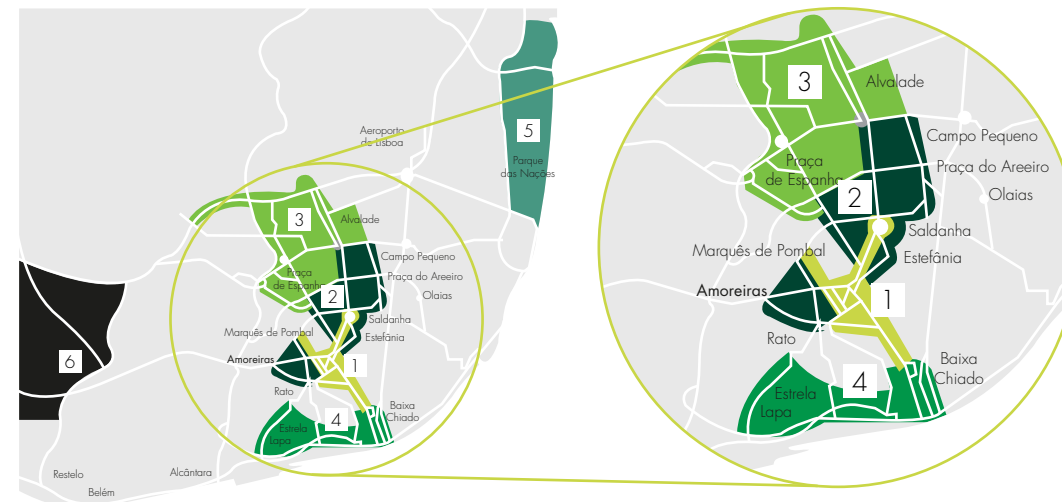 5
Aeroporto
de Lisboa
Parque
das Nações
3
Alvalade
Campo Pequeno
Praça
de Espanha
Praça do Areeiro
2
Olaias
Saldanha
Marquês de Pombal
Estefânia
Amoreiras
1
6
Rato
Baixa
Chiado
4
Estrela
Lapa
Restelo
Alcântara
Belém
3
Alvalade
Campo Pequeno
Praça
de Espanha
Praça do Areeiro
2
Olaias
Saldanha
Marquês de Pombal
Estefânia
Amoreiras
1
Rato
Baixa
Chiado
4
Estrela
Lapa